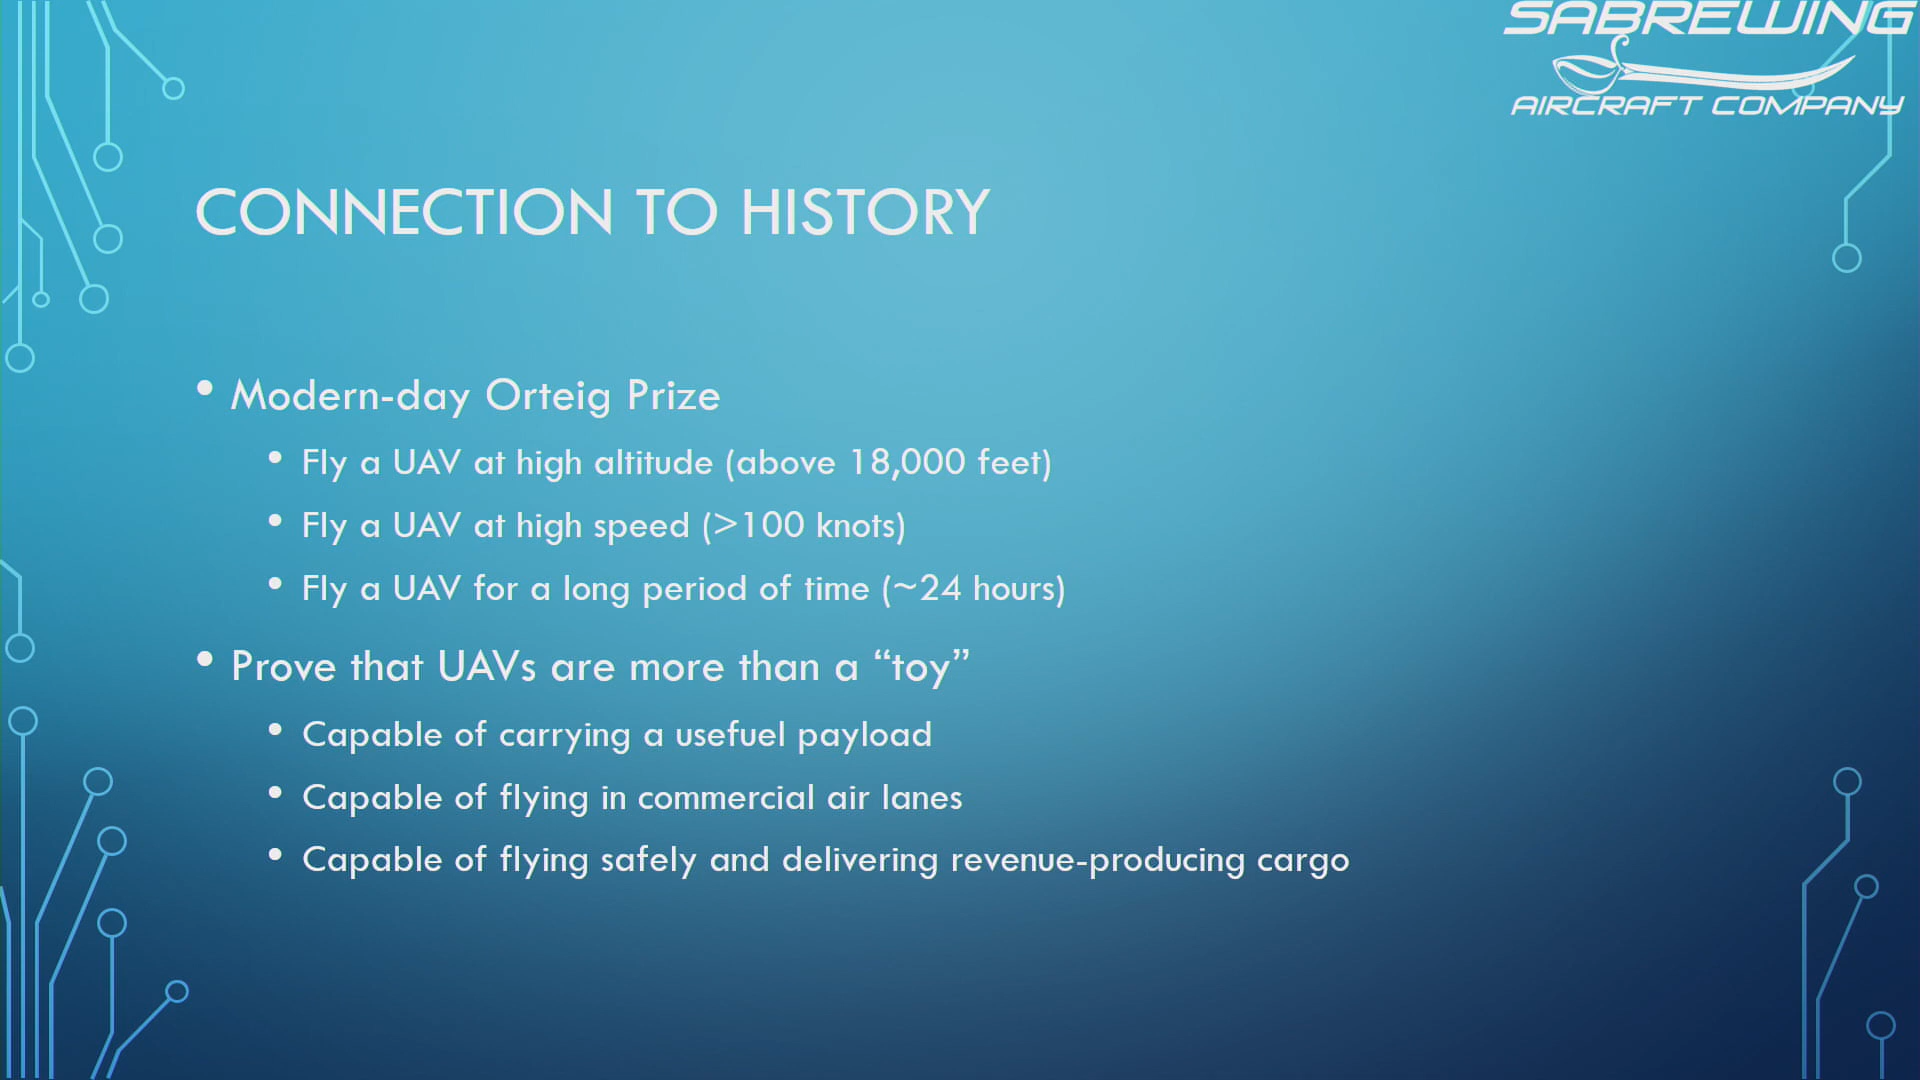 SABREWING
AIRCRAFT COMPANY
CONNECTION TO HISTORY
• Modern-day Orteig Prize
• Fly a UAV at high altitude (above 18,000 feet)
• Fly a UAV at high speed (>100 knots)
• Fly a UAV for a long period of time (~24 hours)
• Prove that UAVs are more than a “toy”
• Capable of carrying a usefuel payload
• Capable of flying in commercial air lanes
• Capable of flying safely and delivering revenue-producing cargo